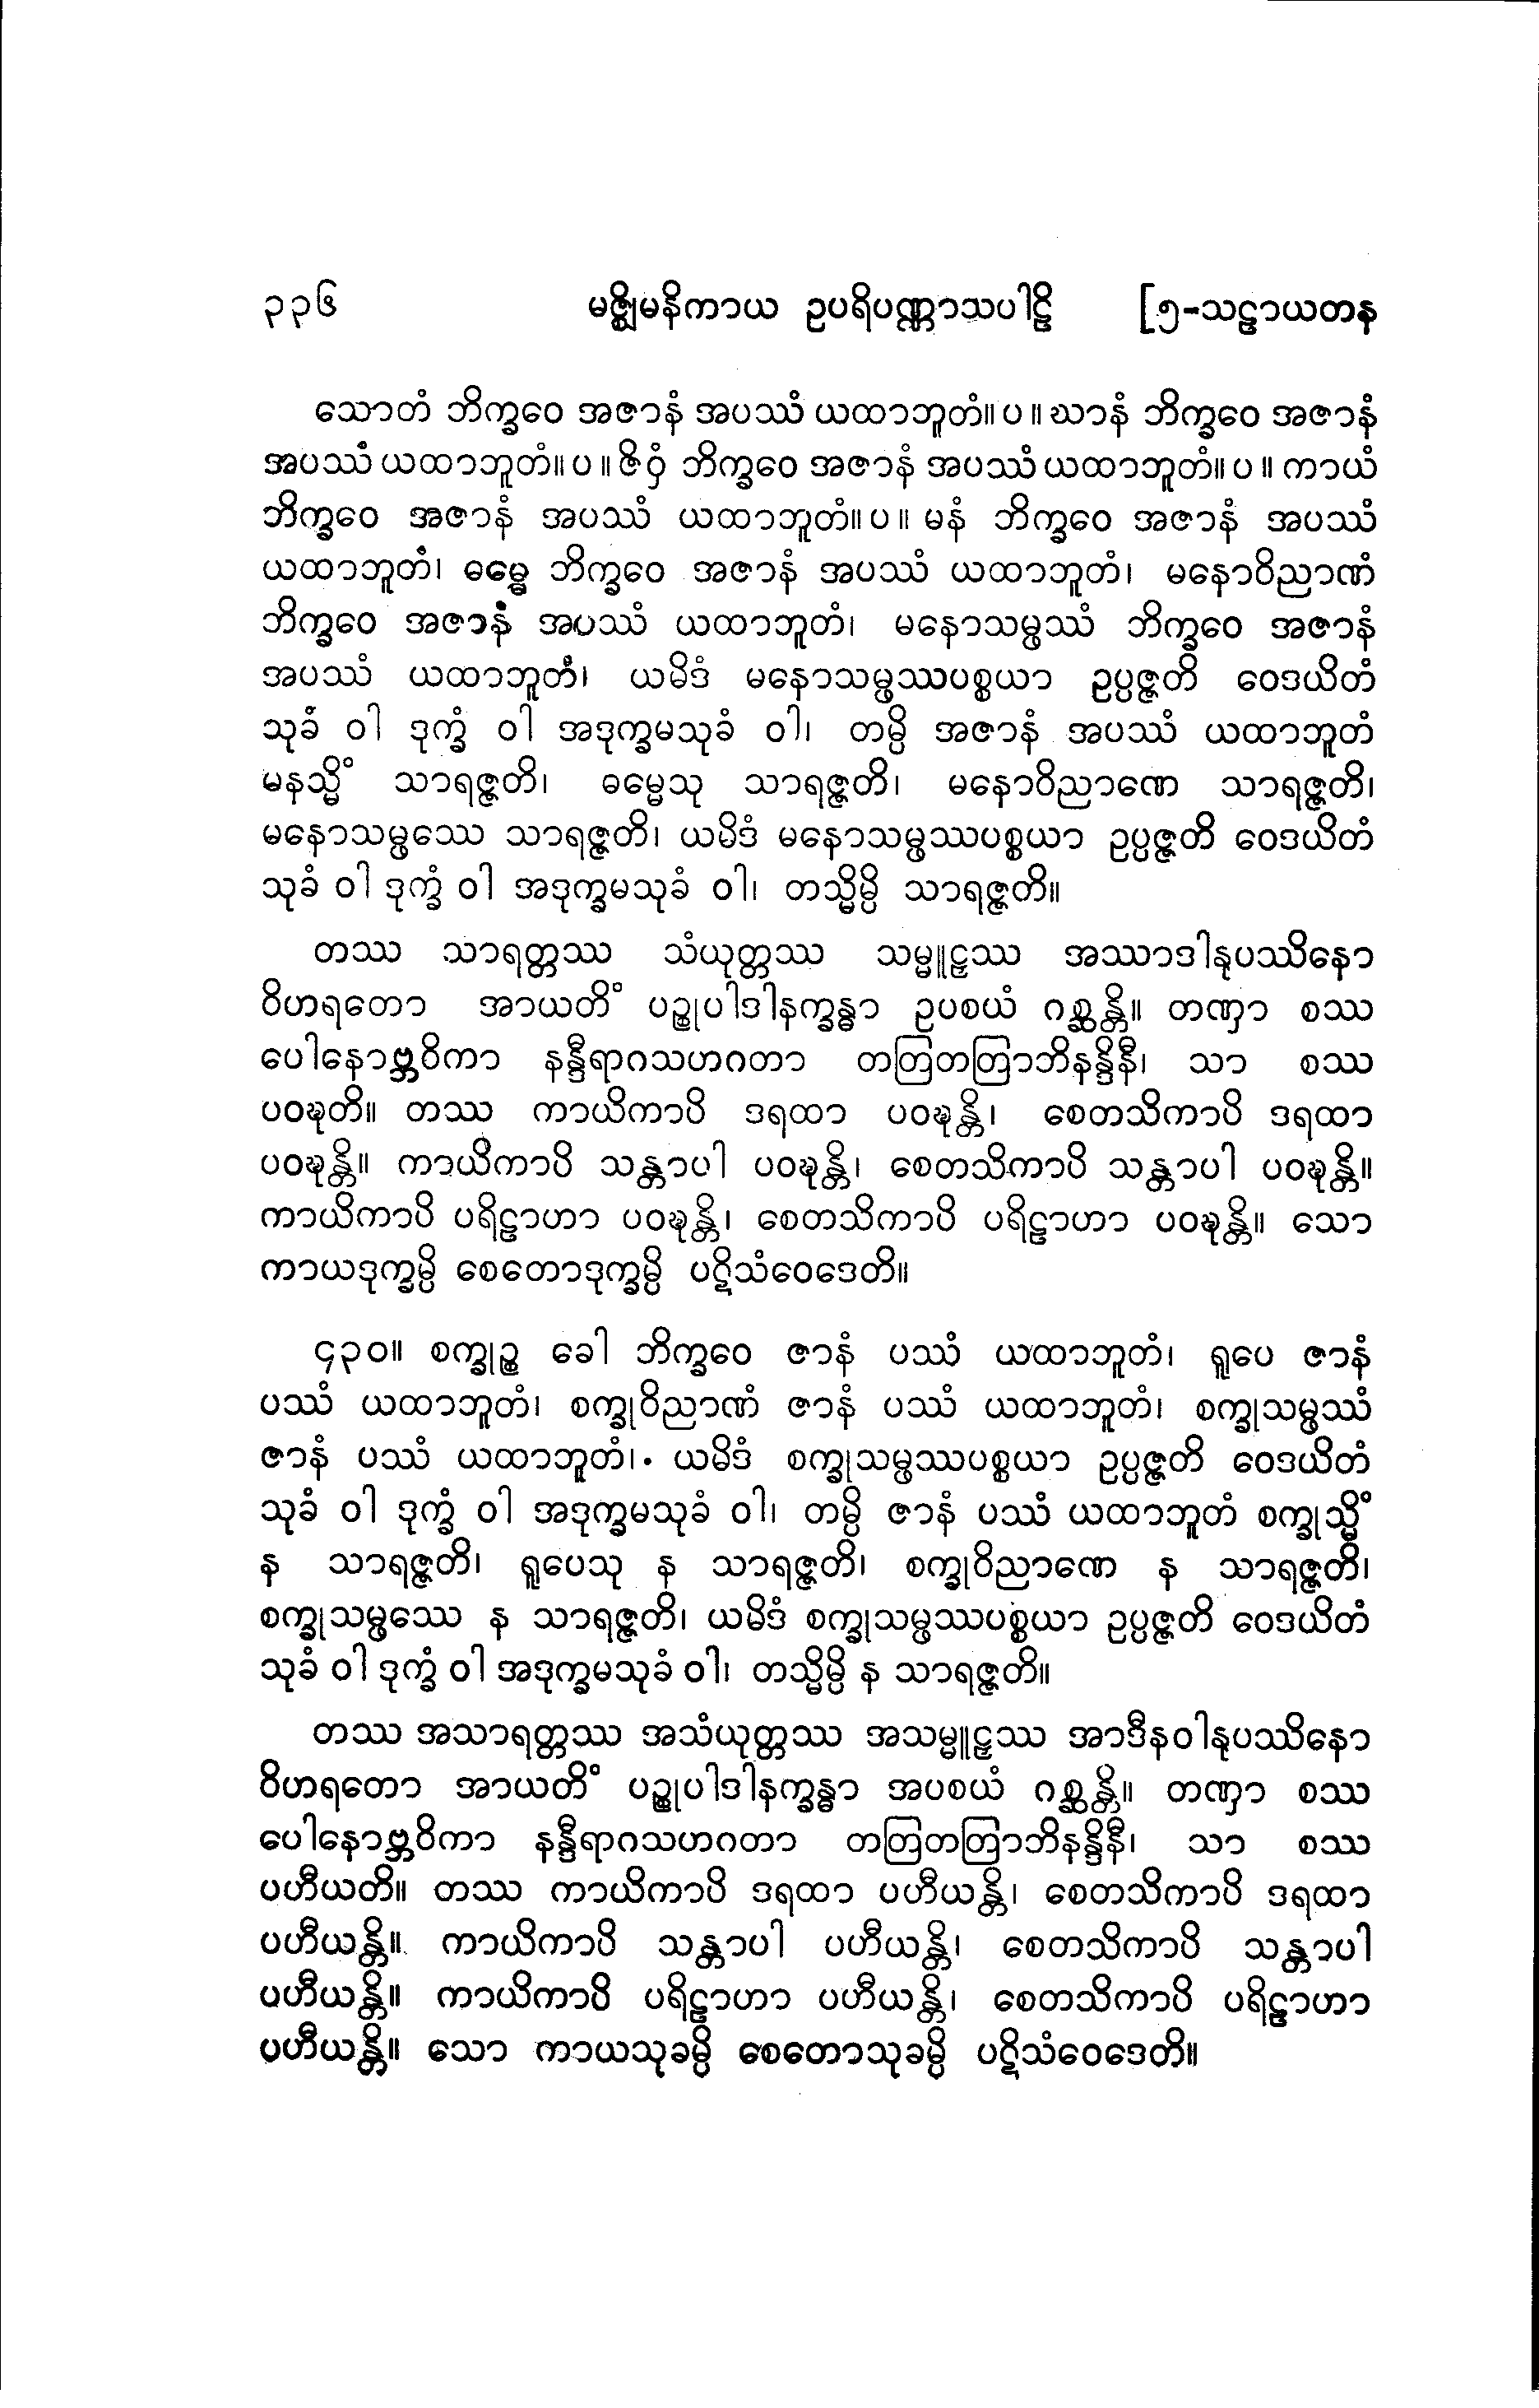 ၃၃၆ မဇ္ဈိမနိကာယ ဥပရိပဏ္ဏာသပါဠိ [၅-သဠာယတန
သောတံ ဘိက္ခဝေ အဇာနံ အပဿံ ယထာဘူတံ။ ပ ။ ဃာနံ ဘိက္ခဝေ အဇာနံ
အပဿံ ယထာဘူတံ။ ပ ။ ဇိဝှံ ဘိက္ခဝေ အဇာနံ အပဿံ ယထာဘူတံ။ ပ ။ ကာယံ
ဘိက္ခဝေ အဇာနံ အပဿံ ယထာဘူတံ။ ပ ။ မနံ ဘိက္ခဝေ အဇာနံ အပဿံ
ယထာဘူတံ၊ ဓမ္မေ ဘိက္ခဝေ အဇာနံ အပဿံ ယထာဘူတံ၊ မနောဝိညာဏံ
ဘိက္ခဝေ အဇာနံ အပဿံ ယထာဘူတံ၊ မနောသမ္ဖဿံ ဘိက္ခဝေ အဇာနံ
အပဿံ ယထာဘူတံ၊ ယမိဒံ မနောသမ္ဖဿပစ္စယာ ဥပ္ပဇ္ဇတိ ဝေဒယိတံ
သုခံ ဝါ ဒုက္ခံ ဝါ အဒုက္ခမသုခံ ဝါ၊ တမ္ပိ အဇာနံ အပဿံ ယထာဘူတံ
မနသ္မိံ သာရဇ္ဇတိ၊ ဓမ္မေသု သာရဇ္ဇတိ၊ မနောဝိညာဏေ သာရဇ္ဇတိ၊
မနောသမ္ဖဿေ သာရဇ္ဇတိ၊ ယမိဒံ မနောသမ္ဖဿပစ္စယာ ဥပ္ပဇ္ဇတိ ဝေဒယိတံ
သုခံ ဝါ ဒုက္ခံ ဝါ အဒုက္ခမသုခံ ဝါ၊ တသ္မိမ္ပိ သာရဇ္ဇတိ။
တဿ သာရတ္တဿ သံယုတ္တဿ သမ္မူဠှဿ အဿာဒါနုပဿိနော
ဝိဟရတော အာယတိံ ပဉ္စုပါဒါနက္ခန္ဓာ ဥပစယံ ဂစ္ဆန္တိ။ တဏှာ စဿ
ပေါနောဗ္ဘဝိကာ နန္ဒီရာဂသဟဂတာ တတြတတြာဘိနန္ဒိနီ၊ သာ စဿ
ပဝဍ္ဎတိ။ တဿ ကာယိကာပိ ဒရထာ ပဝဍ္ဎန္တိ၊ စေတသိကာပိ ဒရထာ
ပဝဍ္ဎန္တိ။ ကာယိကာပိ သန္တာပါ ပဝဍ္ဎန္တိ၊ စေတသိကာပိ သန္တာပါ ပဝဍ္ဎန္တိ။
ကာယိကာပိ ပရိဠာဟာ ပဝဍ္ဎန္တိ၊ စေတသိကာပိ ပရိဠာဟာ ပဝဍ္ဎန္တိ။ သော
ကာယဒုက္ခမ္ပိ စေတောဒုက္ခမ္ပိ ပဋိသံဝေဒေတိ။
၄၃၀။ စက္ခုဉ္စ ခေါ ဘိက္ခဝေ ဇာနံ ပဿံ ယထာဘူတံ၊ ရူပေ ဇာနံ
ပဿံ ယထာဘူတံ၊ စက္ခုဝိညာဏံ ဇာနံ ပဿံ ယထာဘူတံ၊ စက္ခုသမ္ဖဿံ
ဇာနံ ပဿံ ယထာဘူတံ၊ ယမိဒံ စက္ခုသမ္ဖဿပစ္စယာ ဥပ္ပဇ္ဇတိ ဝေဒယိတံ
သုခံ ဝါ ဒုက္ခံ ဝါ အဒုက္ခမသုခံ ဝါ၊ တမ္ပိ ဇာနံ ပဿံ ယထာဘူတံ စက္ခုသ္မိံ
န သာရဇ္ဇတိ၊ ရူပေသု န သာရဇ္ဇတိ၊ စက္ခုဝိညာဏေ န သာရဇ္ဇတိ၊
စက္ခုသမ္ဖဿေ န သာရဇ္ဇတိ၊ ယမိဒံ စက္ခုသမ္ဖဿပစ္စယာ ဥပ္ပဇ္ဇတိ ဝေဒယိတံ
သုခံ ဝါ ဒုက္ခံ ဝါ အဒုက္ခမသုခံ ဝါ၊ တသ္မိမ္ပိ န သာရဇ္ဇတိ။
တဿ အသာရတ္တဿ အသံယုတ္တဿ အသမ္မူဠှဿ အာဒီနဝါနုပဿိနော
ဝိဟရတော အာယတိံ ပဉ္စုပါဒါနက္ခန္ဓာ အပစယံ ဂစ္ဆန္တိ။ တဏှာ စဿ
ပေါနောဗ္ဘဝိကာ နန္ဒီရာဂသဟဂတာ တတြတတြာဘိနန္ဒိနီ၊ သာ စဿ
ပဟီယတိ။ တဿ ကာယိကာပိ ဒရထာ ပဟီယန္တိ၊ စေတသိကာပိ ဒရထာ
ပဟီယန္တိ။ ကာယိကာပိ သန္တာပါ ပဟီယန္တိ၊ စေတသိကာပိ သန္တာပါ
ပဟီယန္တိ။ ကာယိကာပိ ပရိဠာဟာ ပဟီယန္တိ၊ စေတသိကာပိ ပရိဠာဟာ
ပဟီယန္တိ။ သော ကာယသုခမ္ပိ စေတောသုခမ္ပိ ပဋိသံဝေဒေတိ။